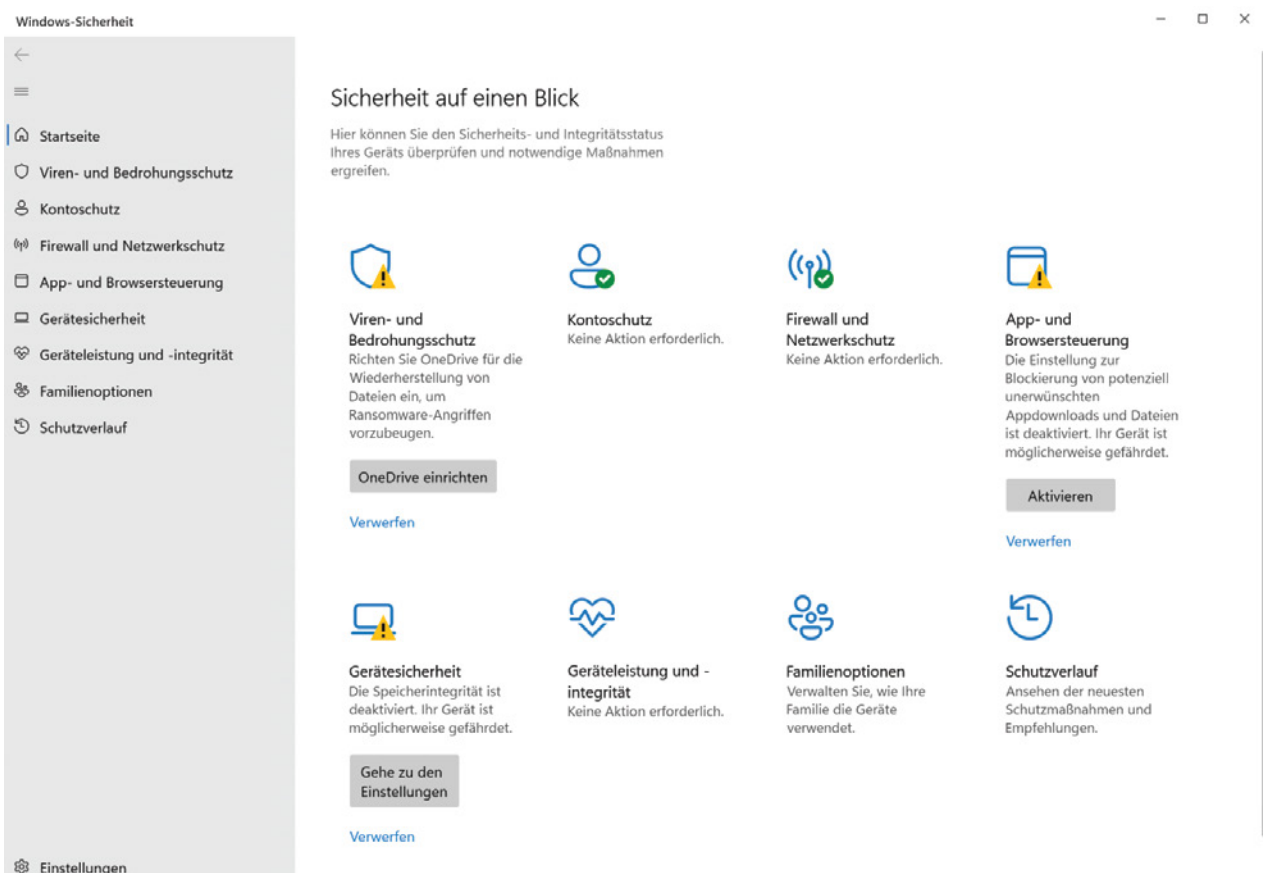 Windows-Sicherheit
Startseite
Viren- und Bedrohungsschutz
Kontoschutz
Firewall und Netzwerkschutz
App- und Browsersteuerung
Gerätesicherheit
Geräteleistung und -integrität
Familienoptionen
Schutzverlauf
Einstellungen
Sicherheit auf einen Blick
Hier können Sie den Sicherheits- und Integritätsstatus
Ihres Geräts überprüfen und notwendige Maßnahmen
ergreifen.
Viren- und
Bedrohungsschutz
Richten Sie OneDrive für die
Wiederherstellung von
Dateien ein, um
Ransomware-Angriffen
vorzubeugen.
OneDrive einrichten
Verwerfen
Kontoschutz
Keine Aktion erforderlich.
Firewall und
Netzwerkschutz
Keine Aktion erforderlich.
App- und
Browsersteuerung
Die Einstellung zur
Blockierung von potenziell
unerwünschten
Appdownloads und Dateien
ist deaktiviert. Ihr Gerät ist
möglicherweise gefährdet.
Aktivieren
Verwerfen
Gerätesicherheit
Die Speicherintegrität ist
deaktiviert. Ihr Gerät ist
möglicherweise gefährdet.
Gehe zu den
Einstellungen
Verwerfen
Geräteleistung und -
integrität
Keine Aktion erforderlich.
Familienoptionen
Verwalten Sie, wie Ihre
Familie die Geräte
verwendet.
Schutzverlauf
Ansehen der neuesten
Schutzmaßnahmen und
Empfehlungen.